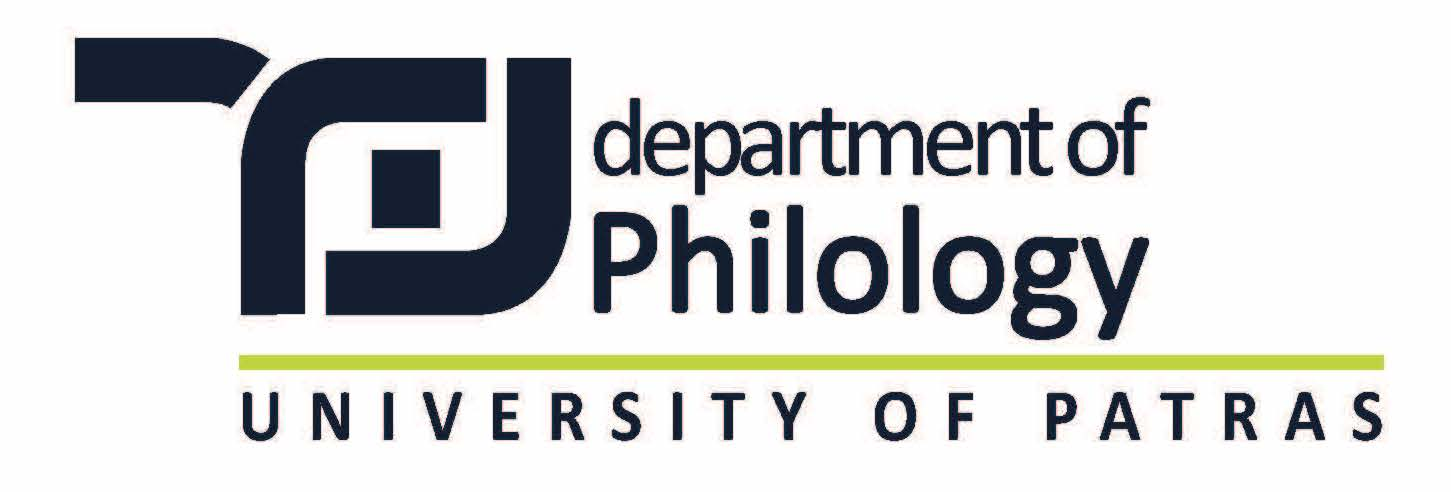 department of
Philology
UNIVERSITY OF PATRAS